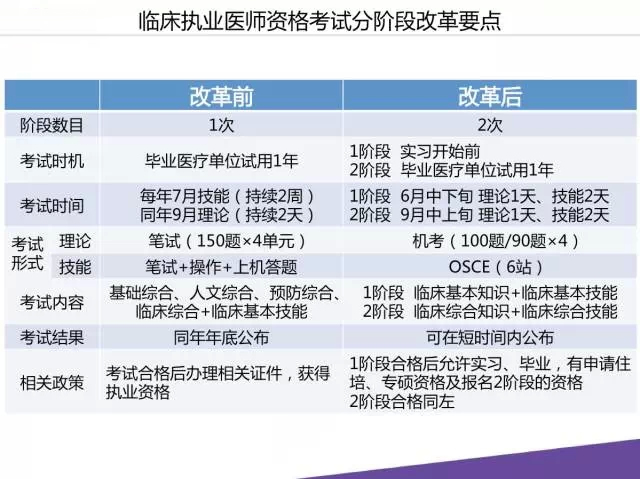 临床执业医师资格考试分阶段改革要点
改革前 改革后
阶段数目 1次 2次
考试时机 毕业医疗单位试用1年 1阶段 实习开始前
2阶段 毕业医疗单位试用1年
考试时间 每年7月技能（持续2周） 1阶段 6月中下旬 理论1天、技能2天
同年9月理论（持续2天） 2阶段 9月中上旬 理论1天、技能2天
考试形式 理论 笔试（150题×4单元） 机考（100题/90题×4）
技能 笔试+操作+上机答题 OSCE（6站）
考试内容 基础综合、人文综合、预防综合、 1阶段 临床基本知识+临床基本技能
临床综合+临床基本技能 2阶段 临床综合知识+临床综合技能
考试结果 同年年底公布 可在短时间内公布
相关政策 考试合格后办理相关证件，获得 1阶段合格后允许实习、毕业，有申请住
执业资格 培、专硕资格及报名2阶段的资格
2阶段合格同左